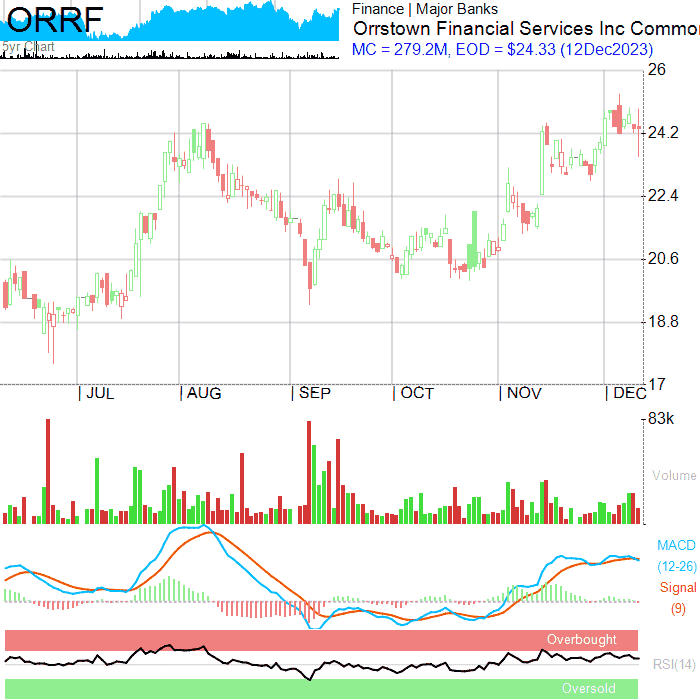 ORRF
5yr Chart
Finance | Major Banks
Orrstown Financial Services Inc Common
MC = 279.2M, EOD = $24.33 (12Dec2023)
26
24.2
22.4
20.6
18.8
17
| JUL | AUG | SEP | OCT | NOV | DEC
83k
Volume
MACD
(12-26)
Signal
(9)
Overbought
RSI(14)
Oversold